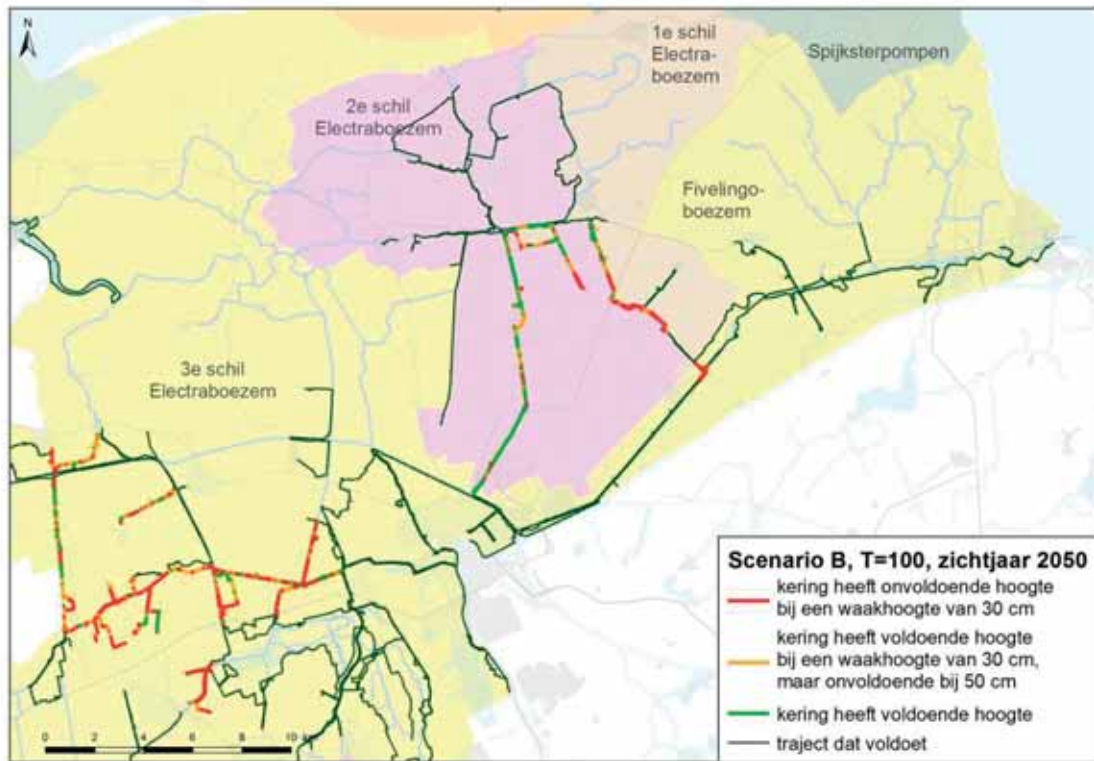 N
1e schil
Electra-
boezem
Spijksterpompen
2e schil
Electraboezem
Fivelingo-
boezem
3e schil
Electraboezem
Scenario B, T=100, zichtjaar 2050
kering heeft onvoldoende hoogte
bij een waakhoogte van 30 cm
kering heeft voldoende hoogte
bij een waakhoogte van 30 cm,
maar onvoldoende bij 50 cm
kering heeft voldoende hoogte
traject dat voldoet
0 2 4 6 8 10